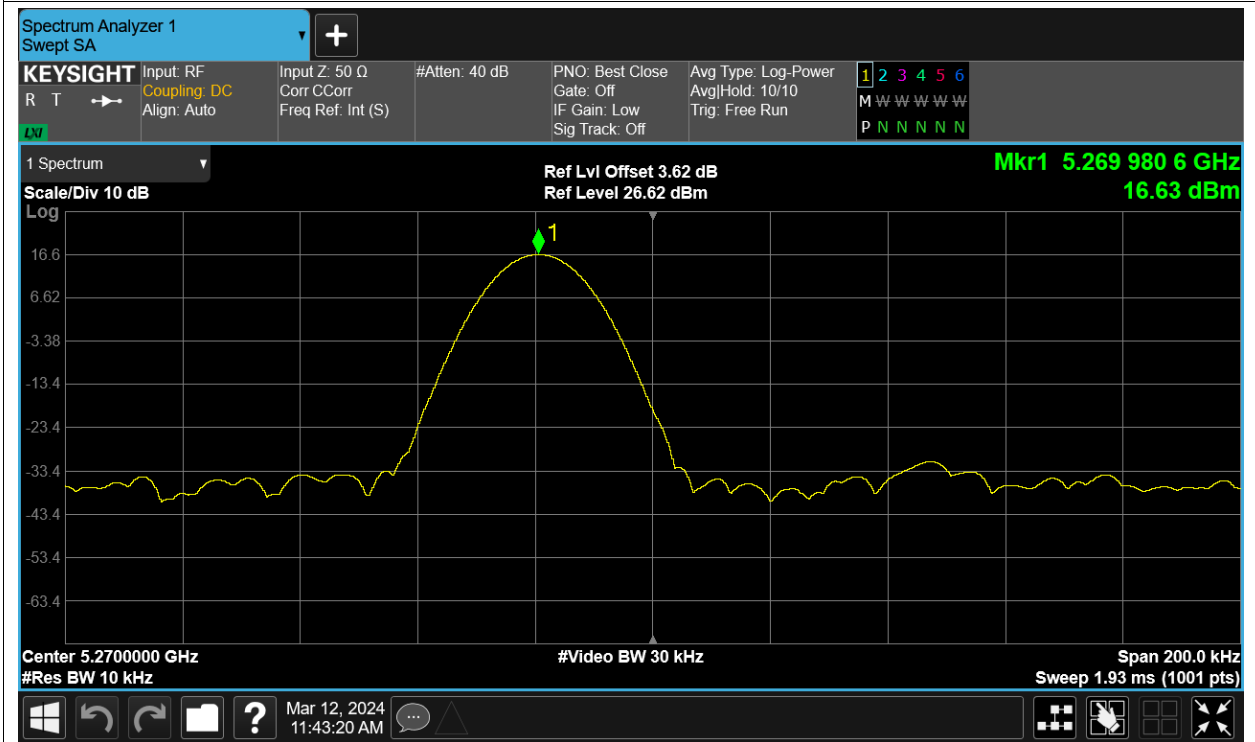 Spectrum Analyzer 1
Swept SA
KEYSIGHT
R T
LXI
Input: RF
Coupling: DC
Align: Auto
Input Z: 50 Ω
Corr CCorr
Freq Ref: Int (S)
#Atten: 40 dB
PNO: Best Close
Gate: Off
IF Gain: Low
Sig Track: Off
Avg Type: Log-Power
Avg|Hold: 10/10
Trig: Free Run
1 2 3 4 5 6
M W W W W W
P N N N N N
1 Spectrum
Scale/Div 10 dB
Log
Ref Lvl Offset 3.62 dB
Ref Level 26.62 dBm
Mkr1 5.269 980 6 GHz
16.63 dBm
1
16.6
6.62
-3.38
-13.4
-23.4
-33.4
-43.4
-53.4
-63.4
Center 5.2700000 GHz
#Res BW 10 kHz
#Video BW 30 kHz
Span 200.0 kHz
Sweep 1.93 ms (1001 pts)
?
Mar 12, 2024
11:43:20 AM